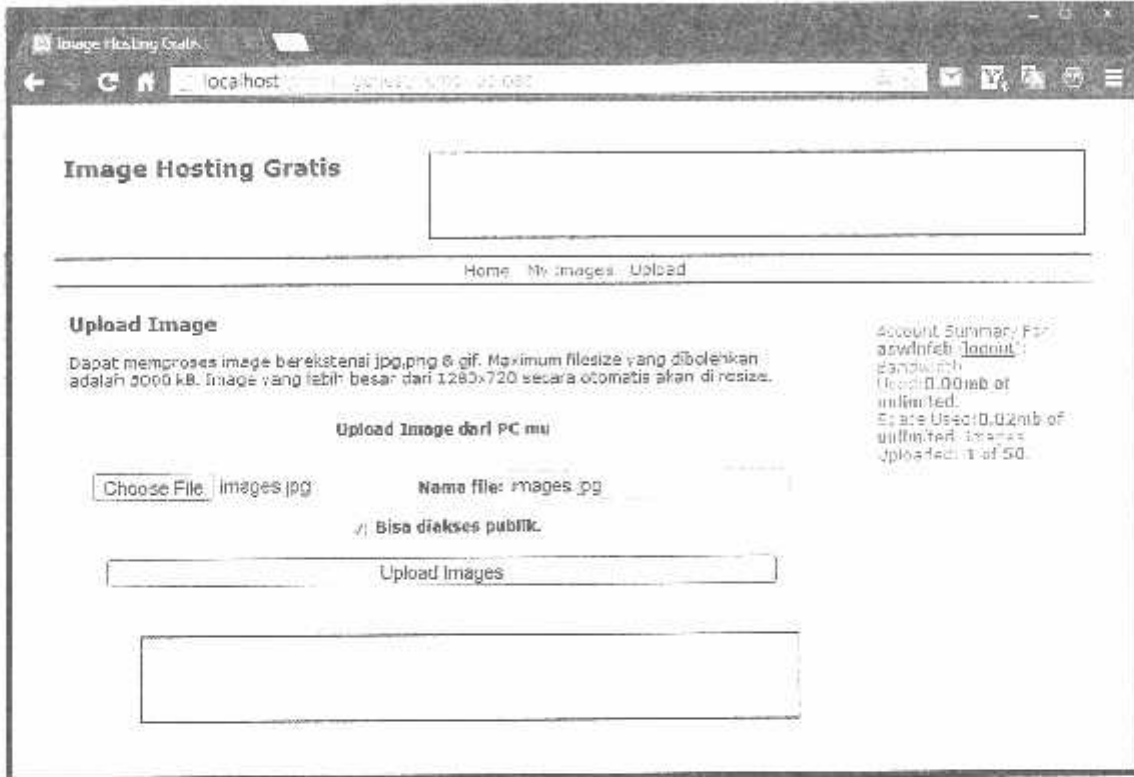 Image Hosting Gratis
localhost
Image Hosting Gratis
Home My Images Upload
Upload Image
Dapat memproses image berekstensi jpg,png & gif. Maximum filesize yang dibolehkan
adalah 5000 kB. Image yang lebih besar dari 1280x720 secara otomatis akan di resize.
Upload Image dari PC mu
Choose File images.jpg Nama file: images.jpg
Bisa diakses publik.
Upload Images
Account Summary For
aswinfeb [logout]:
Bandwidth
Used:0.00mb of
unlimited.
Space Used:0.02mb of
unlimited. Images
Uploaded: 1 of 50.